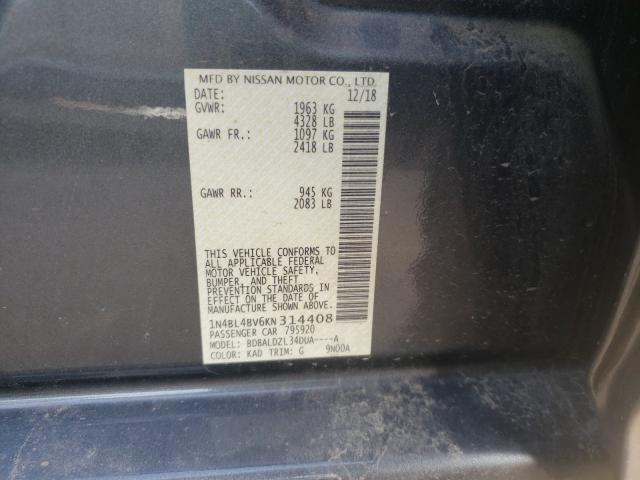 MFD BY NISSAN MOTOR CO., LTD.
DATE: 12/18
GVWR: 1963 KG
4328 LB
GAWR FR.: 1097 KG
2418 LB
GAWR RR.: 945 KG
2083 LB
THIS VEHICLE CONFORMS TO
ALL APPLICABLE FEDERAL
MOTOR VEHICLE SAFETY,
BUMPER, AND THEFT
PREVENTION STANDARDS IN
EFFECT ON THE DATE OF
MANUFACTURE SHOWN ABOVE.
1N4BL4BV6KN314408
PASSENGER CAR 795920
MODEL: BDBALDZL34DUA----A
COLOR: KAD TRIM: G 9N00A